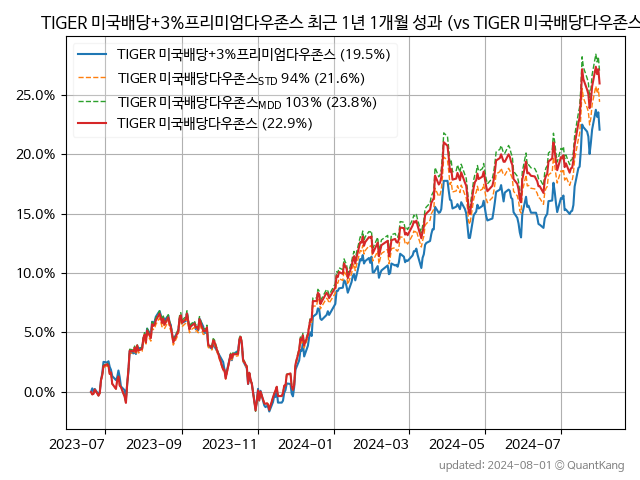 TIGER 미국배당+3%프리미엄다우존스 최근 1년 1개월 성과 (vs TIGER 미국배당다우존스
TIGER 미국배당+3%프리미엄다우존스 (19.5%)
TIGER 미국배당다우존스STD 94% (21.6%)
TIGER 미국배당다우존스MDD 103% (23.8%)
TIGER 미국배당다우존스 (22.9%)
25.0%
20.0%
15.0%
10.0%
5.0%
0.0%
2023-07 2023-09 2023-11 2024-01 2024-03 2024-05 2024-07
updated: 2024-08-01 © QuantKang